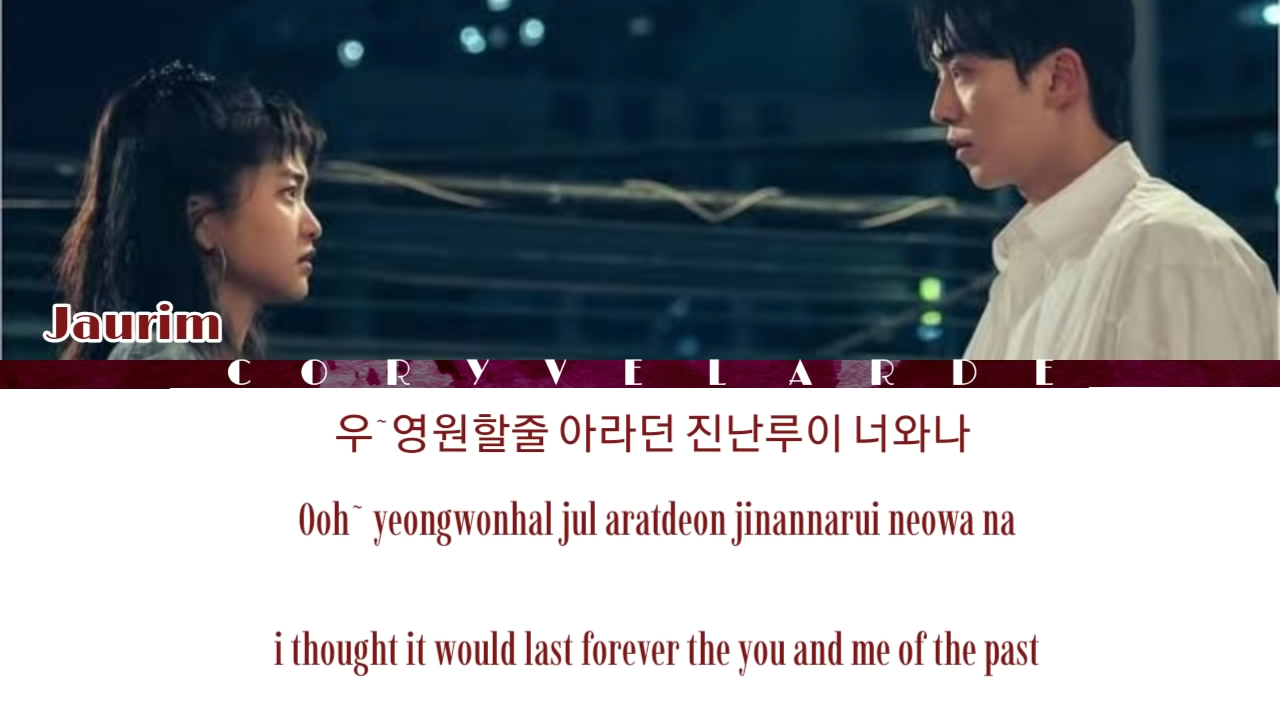 Jaurim
CORYVELARDE
우~영원할줄 아라던 진난루이 너와나
Ooh~ yeongwonhal jul aratdeon jinannarui neowa na
i thought it would last forever the you and me of the past